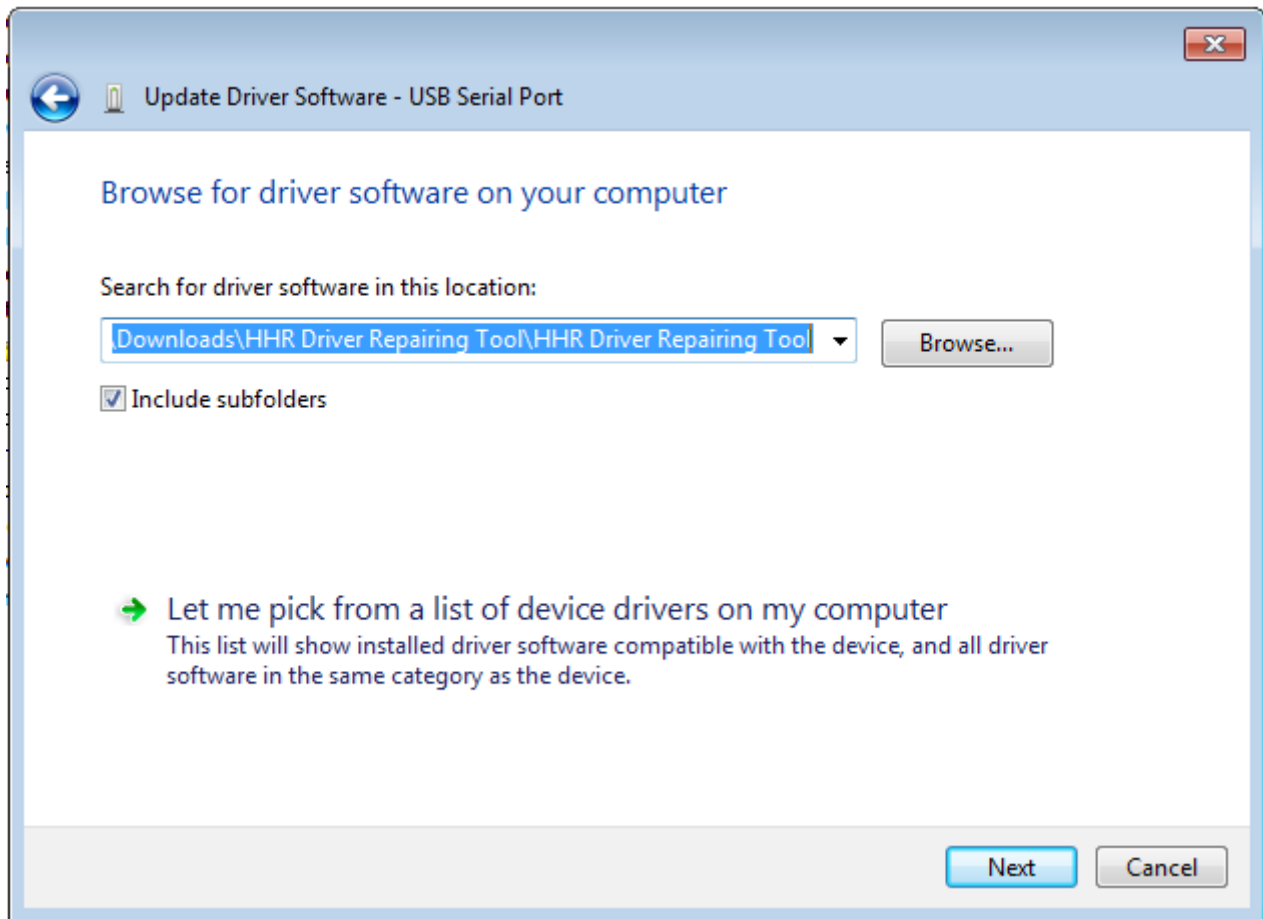 Update Driver Software - USB Serial Port
Browse for driver software on your computer
Search for driver software in this location:
\Downloads\HHR Driver Repairing Tool\HHR Driver Repairing Tool
Browse...
Include subfolders
Let me pick from a list of device drivers on my computer
This list will show installed driver software compatible with the device, and all driver
software in the same category as the device.
Next
Cancel